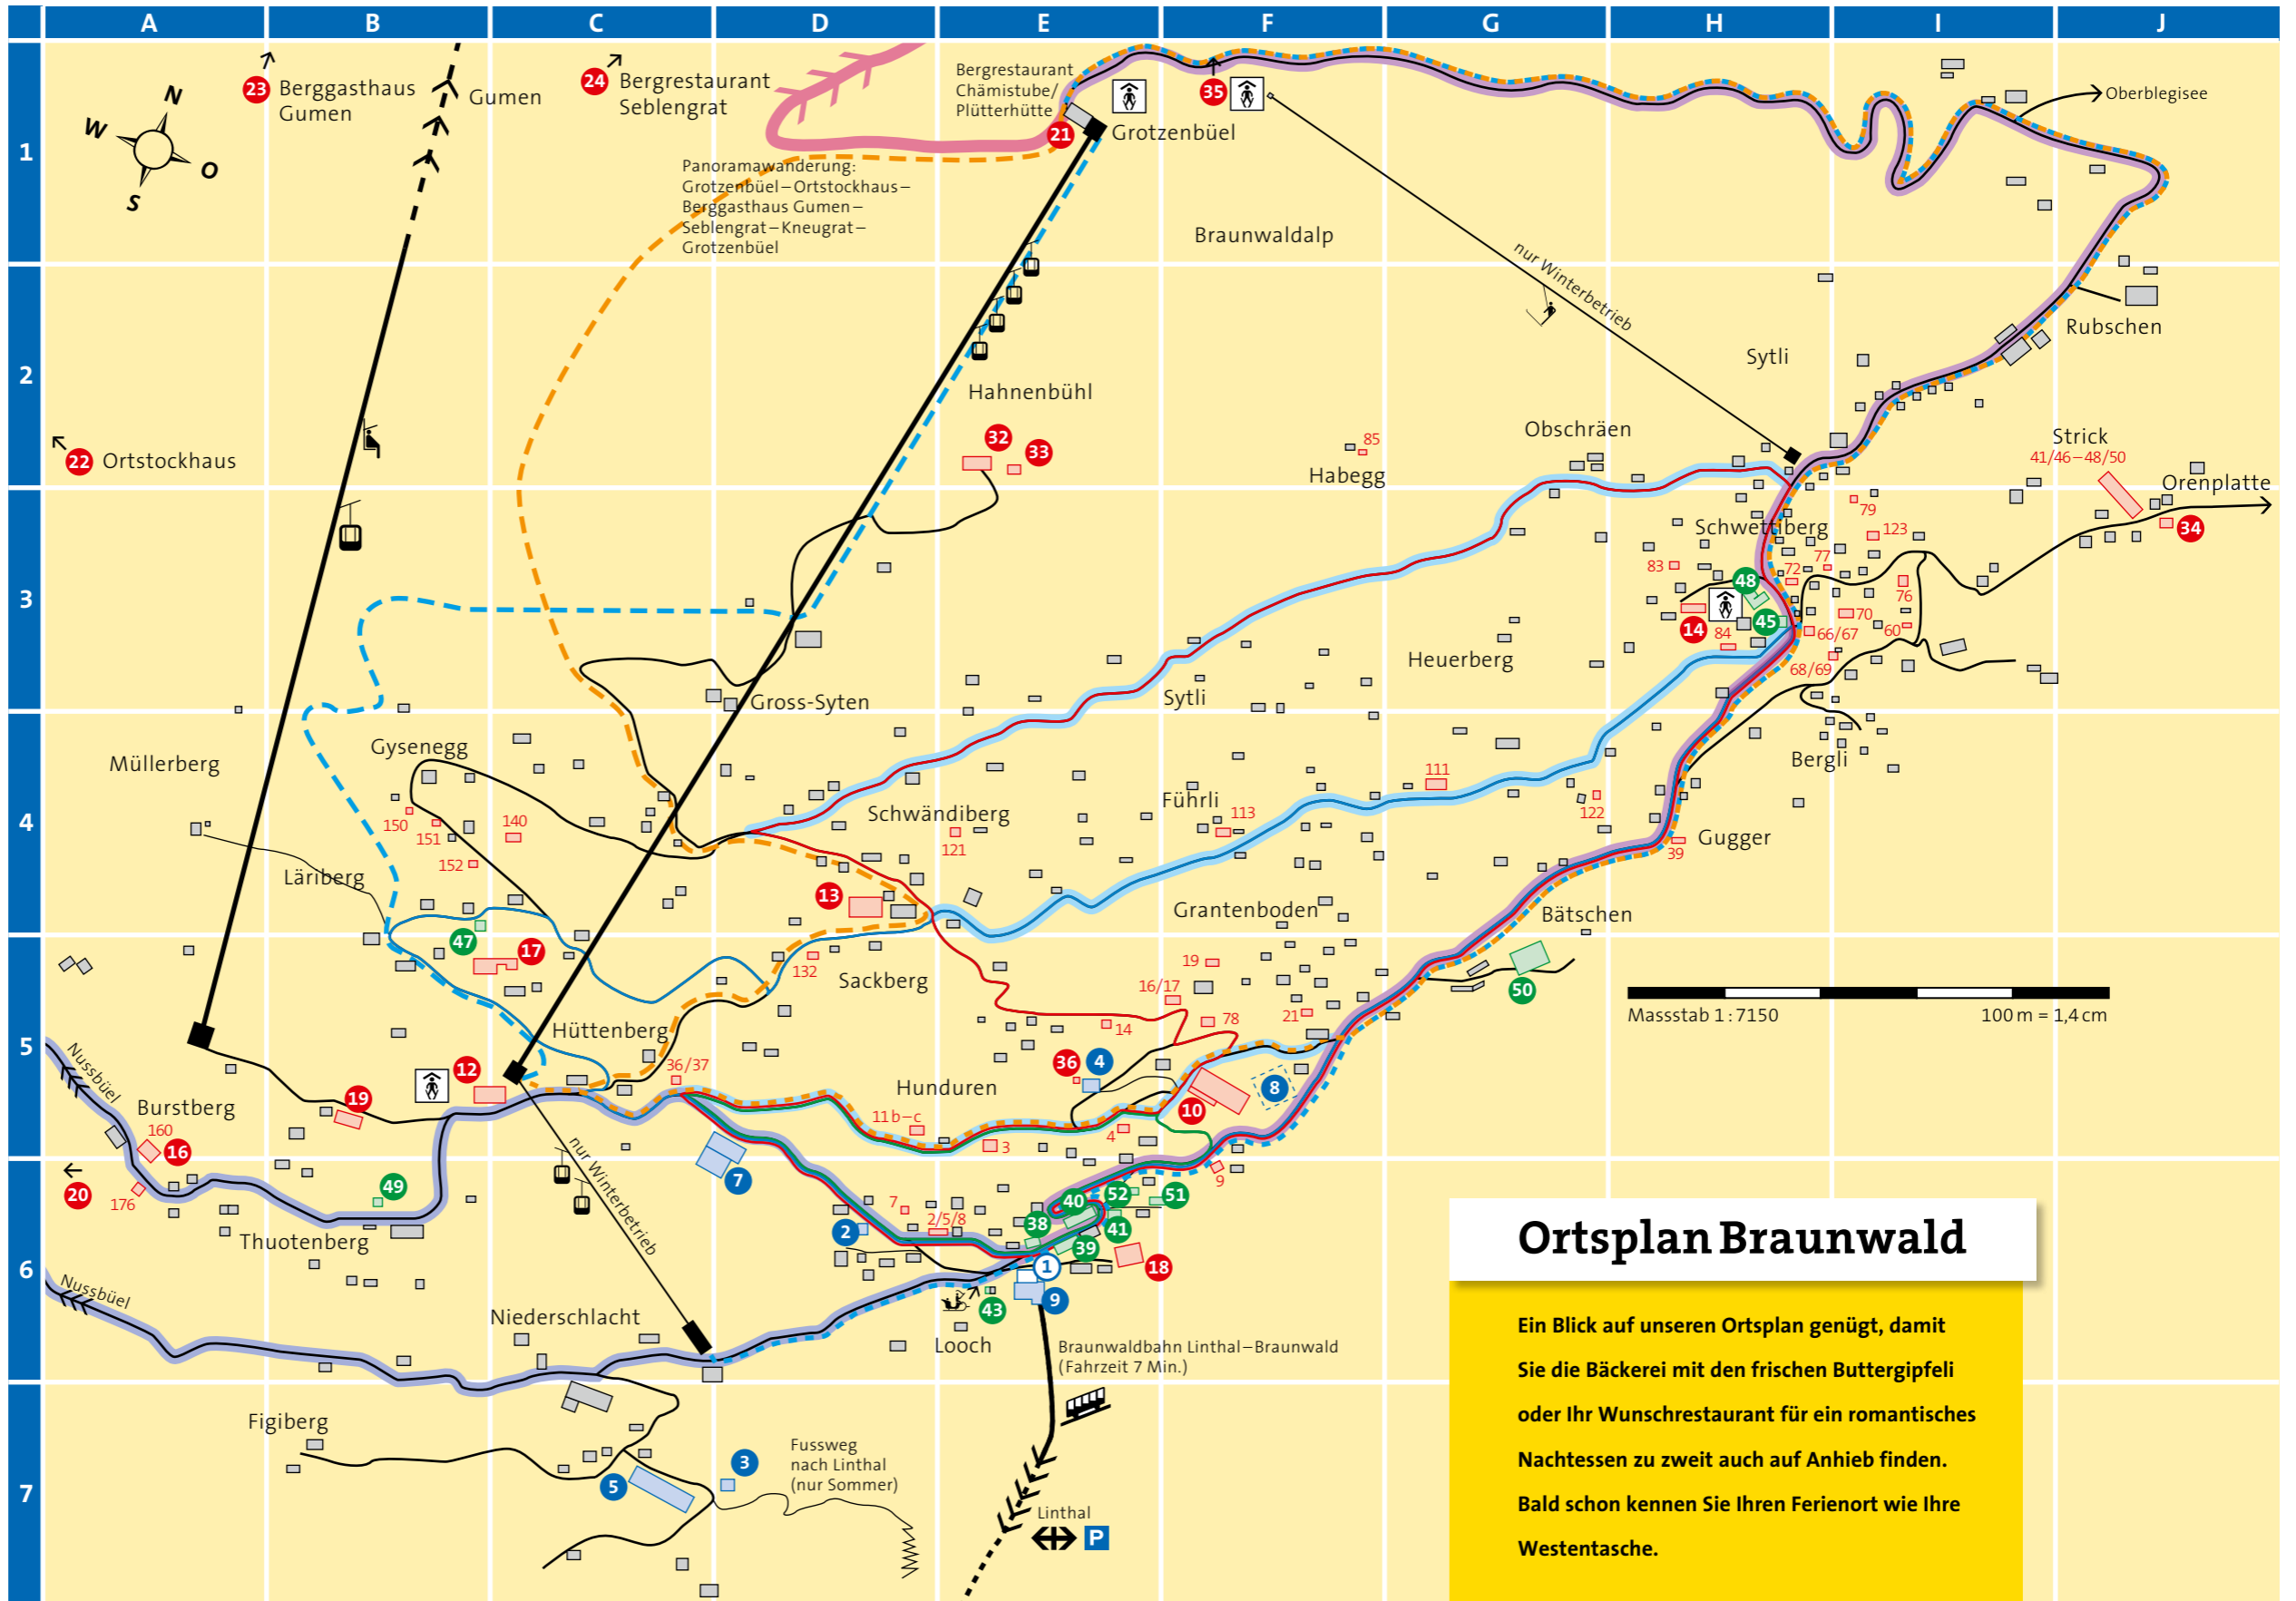 A B C D E F G H I J
1
2
3
4
5
6
7
N
W
O
S
23 Berggasthaus
Gumen
Gumen
24 Bergrestaurant
Seblengrat
Bergrestaurant
Chämistube/
Plütterhütte
21
Grotzenbüel
35
Oberblegisee
Panoramawanderung:
Grotzenbüel–Ortstockhaus–
Berggasthaus Gumen–
Seblengrat–Kneugrat–
Grotzenbüel
Braunwaldalp
nur Winterbetrieb
Rubschen
Sytli
Hahnenbühl
32
33
85
Habegg
Obschräen
Strick
41/46–48/50
Orenplatte
34
22 Ortstockhaus
Schwettiberg
79
123
77
72
83
48
76
14
45
84
70
66/67
60
68/69
Heuerberg
Sytli
Gross-Syten
Gysenegg
Müllerberg
Bergli
111
Führli
113
122
Schwändiberg
121
39
Gugger
150
151
140
152
Läriberg
13
Grantenboden
Bätschen
47
17
132
Sackberg
19
16/17
50
Massstab 1:7150
100 m = 1,4 cm
14
78
21
Hüttenberg
36/37
36
4
Nussbüel
12
Hunduren
8
Burstberg
19
10
11 b–c
160
16
3
4
20
176
49
7
9
nur Winterbetrieb
52
51
40
7
2/5/8
38
41
2
39
Thuotenberg
1
18
Nussbüel
43
9
Niederschlacht
Looch
Braunwaldbahn Linthal–Braunwald
(Fahrzeit 7 Min.)
Figiberg
Fussweg
nach Linthal
(nur Sommer)
3
5
Linthal
P
Ortsplan Braunwald
Ein Blick auf unseren Ortsplan genügt, damit
Sie die Bäckerei mit den frischen Buttergipfeli
oder Ihr Wunschrestaurant für ein romantisches
Nachtessen zu zweit auch auf Anhieb finden.
Bald schon kennen Sie Ihren Ferienort wie Ihre
Westentasche.